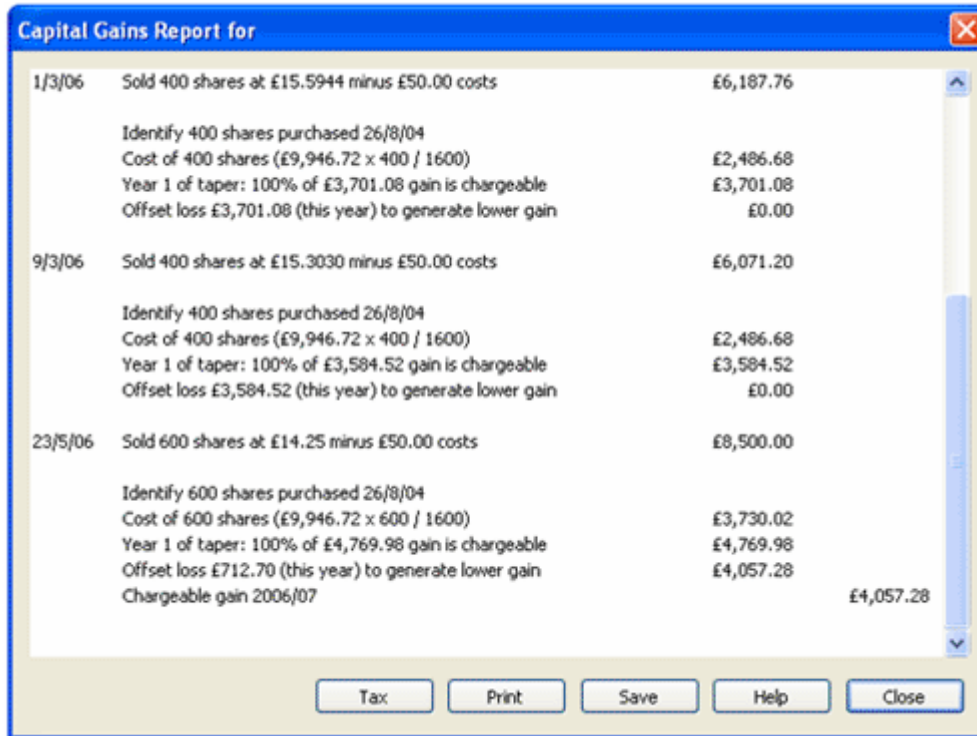 Capital Gains Report for
1/3/06 Sold 400 shares at £15.5944 minus £50.00 costs £6,187.76
Identify 400 shares purchased 26/8/04
Cost of 400 shares (£9,946.72 x 400 / 1600) £2,486.68
Year 1 of taper: 100% of £3,701.08 gain is chargeable £3,701.08
Offset loss £3,701.08 (this year) to generate lower gain £0.00
9/3/06 Sold 400 shares at £15.3030 minus £50.00 costs £6,071.20
Identify 400 shares purchased 26/8/04
Cost of 400 shares (£9,946.72 x 400 / 1600) £2,486.68
Year 1 of taper: 100% of £3,584.52 gain is chargeable £3,584.52
Offset loss £3,584.52 (this year) to generate lower gain £0.00
23/5/06 Sold 600 shares at £14.25 minus £50.00 costs £8,500.00
Identify 600 shares purchased 26/8/04
Cost of 600 shares (£9,946.72 x 600 / 1600) £3,730.02
Year 1 of taper: 100% of £4,769.98 gain is chargeable £4,769.98
Offset loss £712.70 (this year) to generate lower gain £4,057.28
Chargeable gain 2006/07 £4,057.28
Tax Print Save Help Close